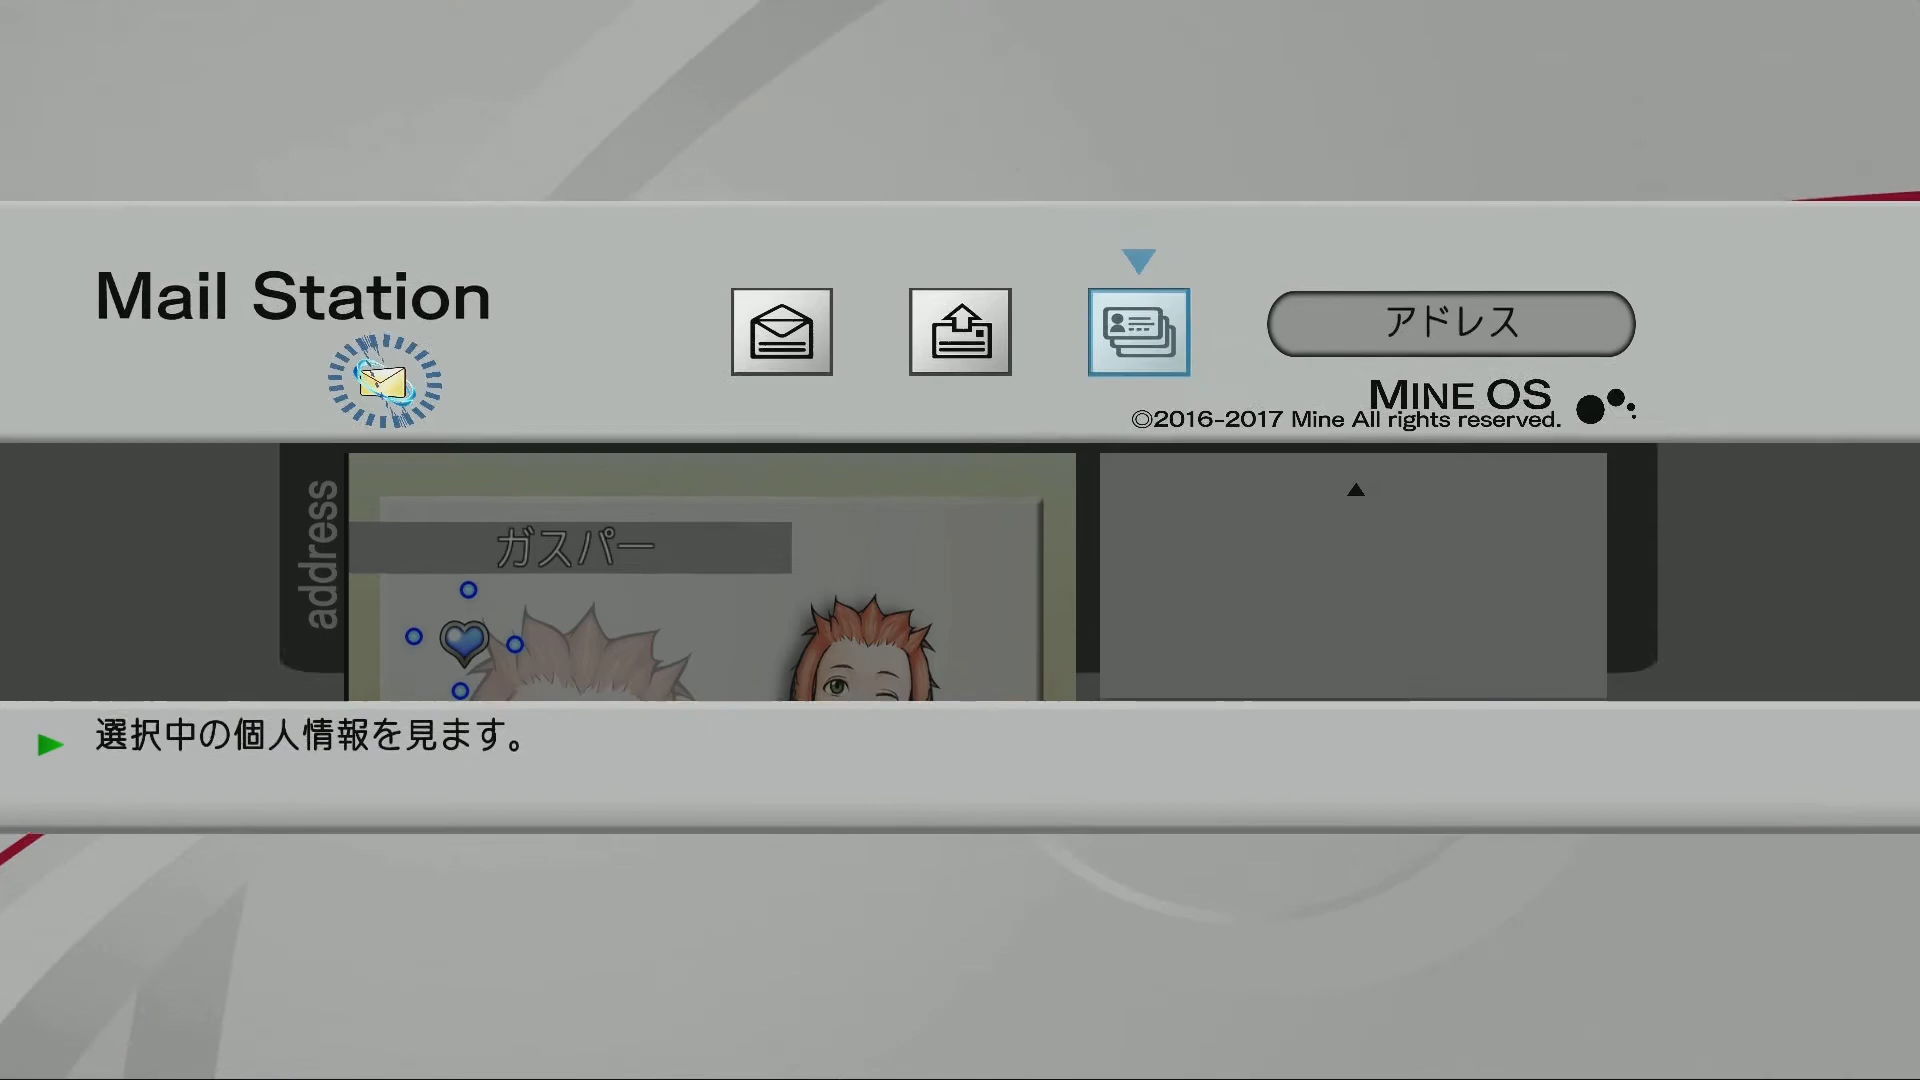 Mail Station
アドレス
MINE OS
©2016-2017 Mine All rights reserved.
address
ガスパー
選択中の個人情報を見ます。